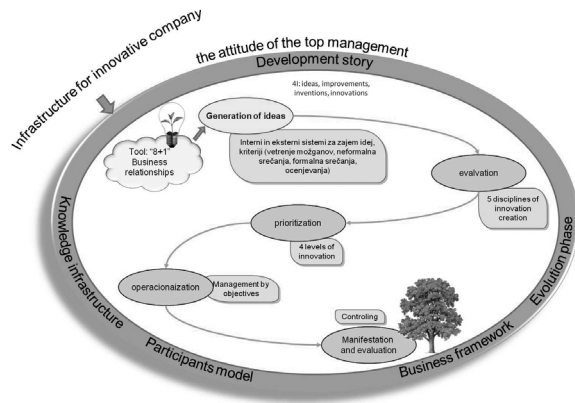 Infrastructure for innovative company
the attitude of the top management
Development story
4I: ideas, improvements,
inventions, innovations
Generation of ideas
Tool: "8+1"
Business
relationships
Interni in eksterni sistemi za zajem idej,
kriteriji (vetrenje možganov, neformalna
srečanja, formalna srečanja,
ocenjevanja)
evalvation
5 disciplines of
innovation
creation
prioritization
4 levels of
innovation
operacionaization
Management by
objectives
Controling
Manifestation
and evaluation
Knowledge infrastructure
Participants model
Business framework
Evolution phase